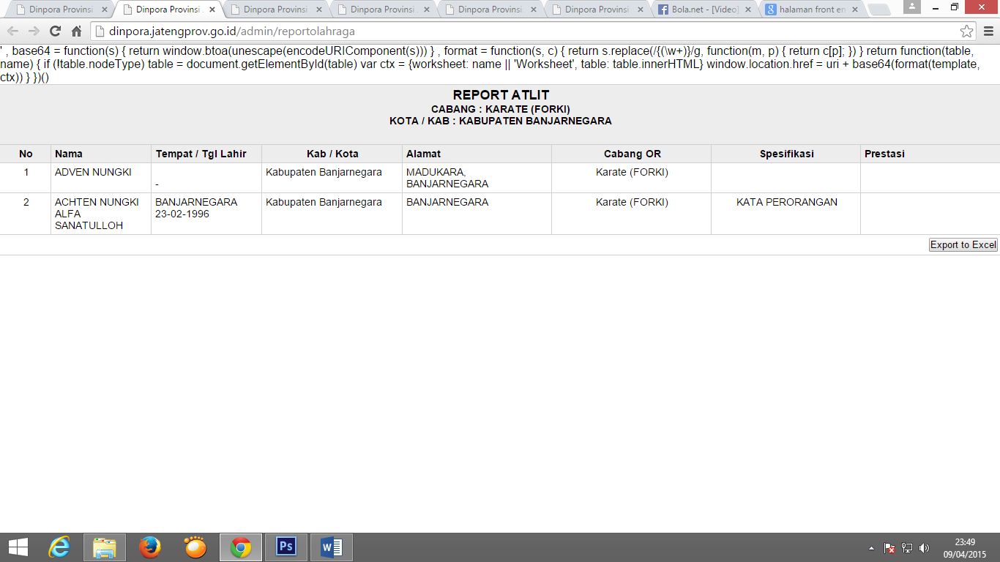 Dinpora Provinsi
Dinpora Provinsi
Dinpora Provinsi
Dinpora Provinsi
Dinpora Provinsi
Dinpora Provinsi
Bola.net - [Video]
halaman front en
dinpora.jatengprov.go.id/admin/reportolahraga
' , base64 = function(s) { return window.btoa(unescape(encodeURIComponent(s))) } , format = function(s, c) { return s.replace(/{(\w+)}/g, function(m, p) { return c[p]; }) } return function(table,
name) { if (!table.nodeType) table = document.getElementById(table) var ctx = {worksheet: name || 'Worksheet', table: table.innerHTML} window.location.href = uri + base64(format(template,
ctx)) } })()
REPORT ATLIT
CABANG : KARATE (FORKI)
KOTA / KAB : KABUPATEN BANJARNEGARA
No Nama Tempat / Tgl Lahir Kab / Kota Alamat Cabang OR Spesifikasi Prestasi
1 ADVEN NUNGKI Kabupaten Banjarnegara MADUKARA, Karate (FORKI)
- BANJARNEGARA
2 ACHTEN NUNGKI BANJARNEGARA Kabupaten Banjarnegara BANJARNEGARA Karate (FORKI) KATA PERORANGAN
ALFA 23-02-1996
SANATULLOH
Export to Excel
Ps
23:49
09/04/2015